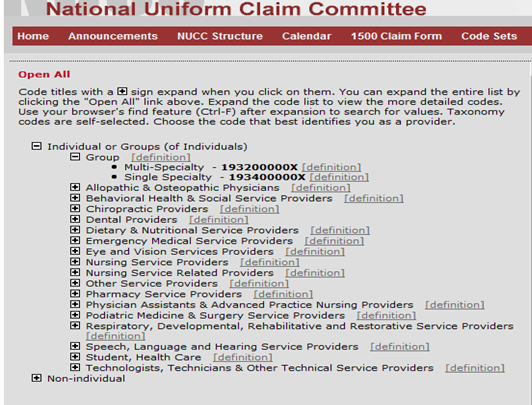 National Uniform Claim Committee
Home Announcements NUCC Structure Calendar 1500 Claim Form Code Sets
Open All
Code titles with a + sign expand when you click on them. You can expand the entire list by
clicking the "Open All" link above. Expand the code list to view the more detailed codes.
Use your browser's find feature (Ctrl-F) after expansion to search for values. Taxonomy
codes are self-selected. Choose the code that best identifies you as a provider.
Individual or Groups (of Individuals)
Group [definition]
• Multi-Specialty - 193200000X [definition]
• Single Specialty - 193400000X [definition]
Allopathic & Osteopathic Physicians [definition]
Behavioral Health & Social Service Providers [definition]
Chiropractic Providers [definition]
Dental Providers [definition]
Dietary & Nutritional Service Providers [definition]
Emergency Medical Service Providers [definition]
Eye and Vision Services Providers [definition]
Nursing Service Providers [definition]
Nursing Service Related Providers [definition]
Other Service Providers [definition]
Pharmacy Service Providers [definition]
Physician Assistants & Advanced Practice Nursing Providers [definition]
Podiatric Medicine & Surgery Service Providers [definition]
Respiratory, Developmental, Rehabilitative and Restorative Service Providers
[definition]
Speech, Language and Hearing Service Providers [definition]
Student, Health Care [definition]
Technologists, Technicians & Other Technical Service Providers [definition]
Non-individual